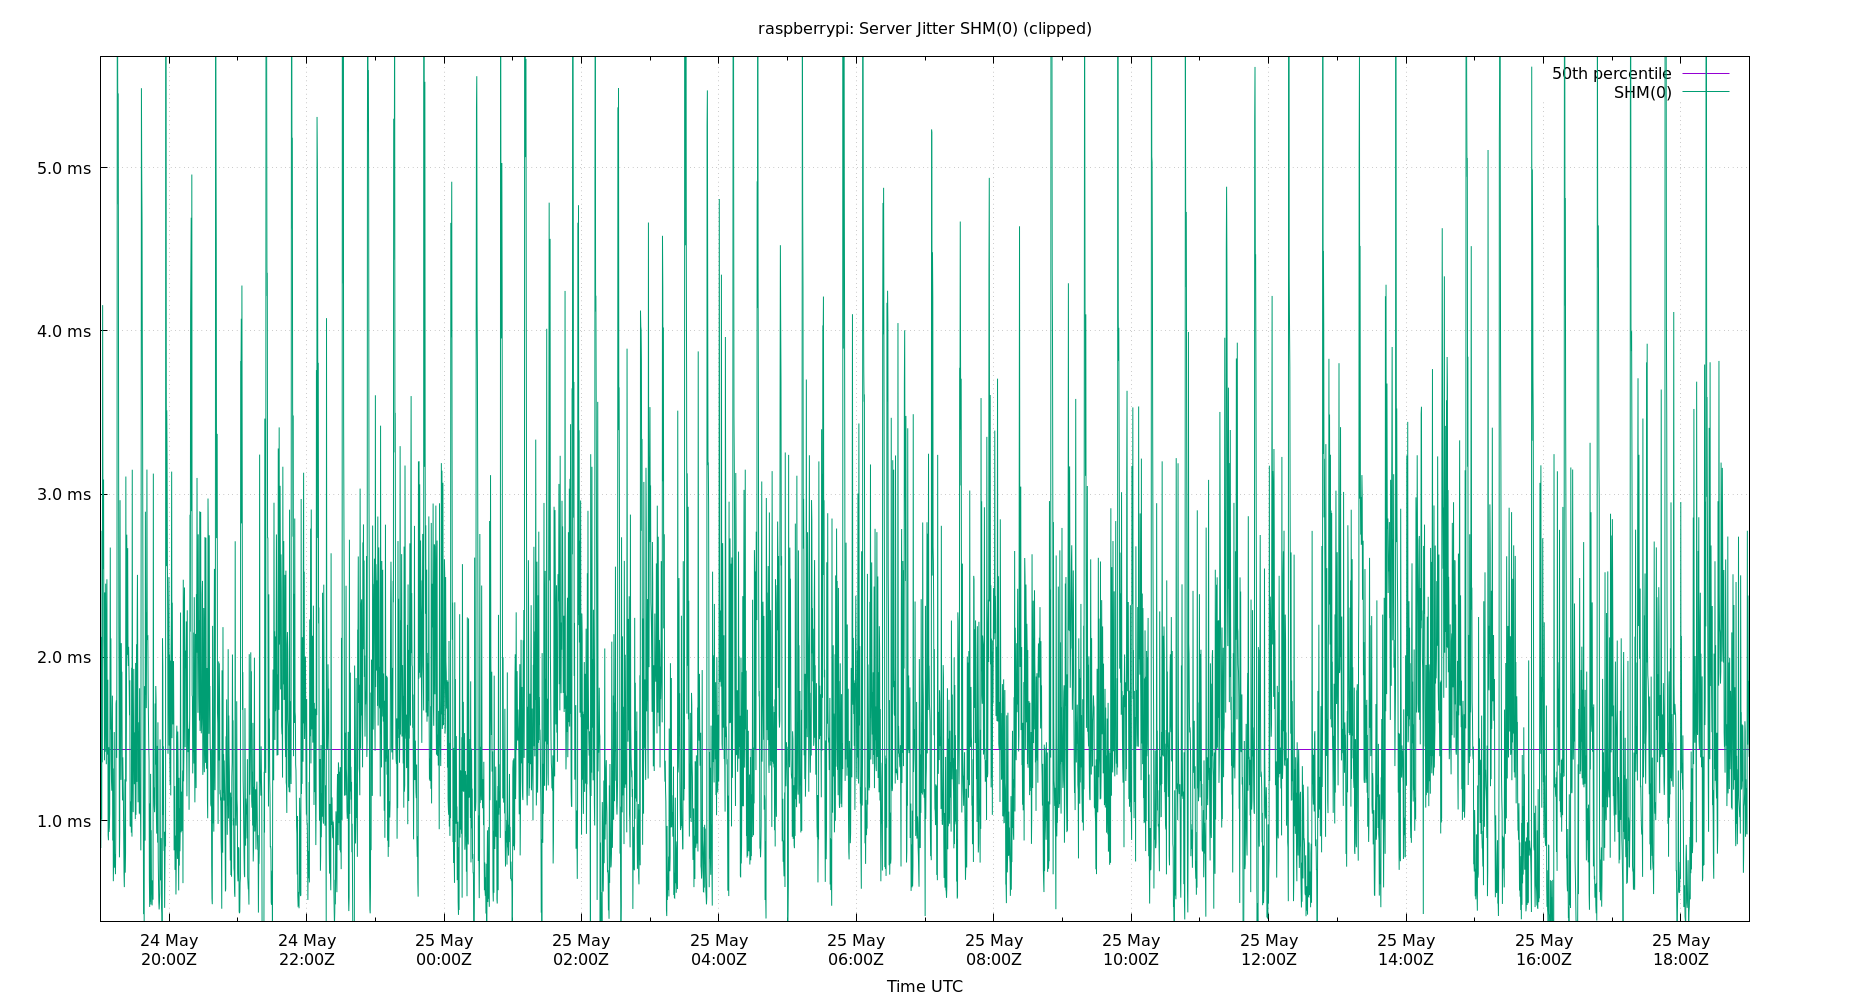 raspberrypi: Server Jitter SHM(0) (clipped)
50th percentile
SHM(0)
5.0 ms
4.0 ms
3.0 ms
2.0 ms
1.0 ms
24 May 24 May 25 May 25 May 25 May 25 May 25 May 25 May 25 May 25 May 25 May 25 May
20:00Z 22:00Z 00:00Z 02:00Z 04:00Z 06:00Z 08:00Z 10:00Z 12:00Z 14:00Z 16:00Z 18:00Z
Time UTC